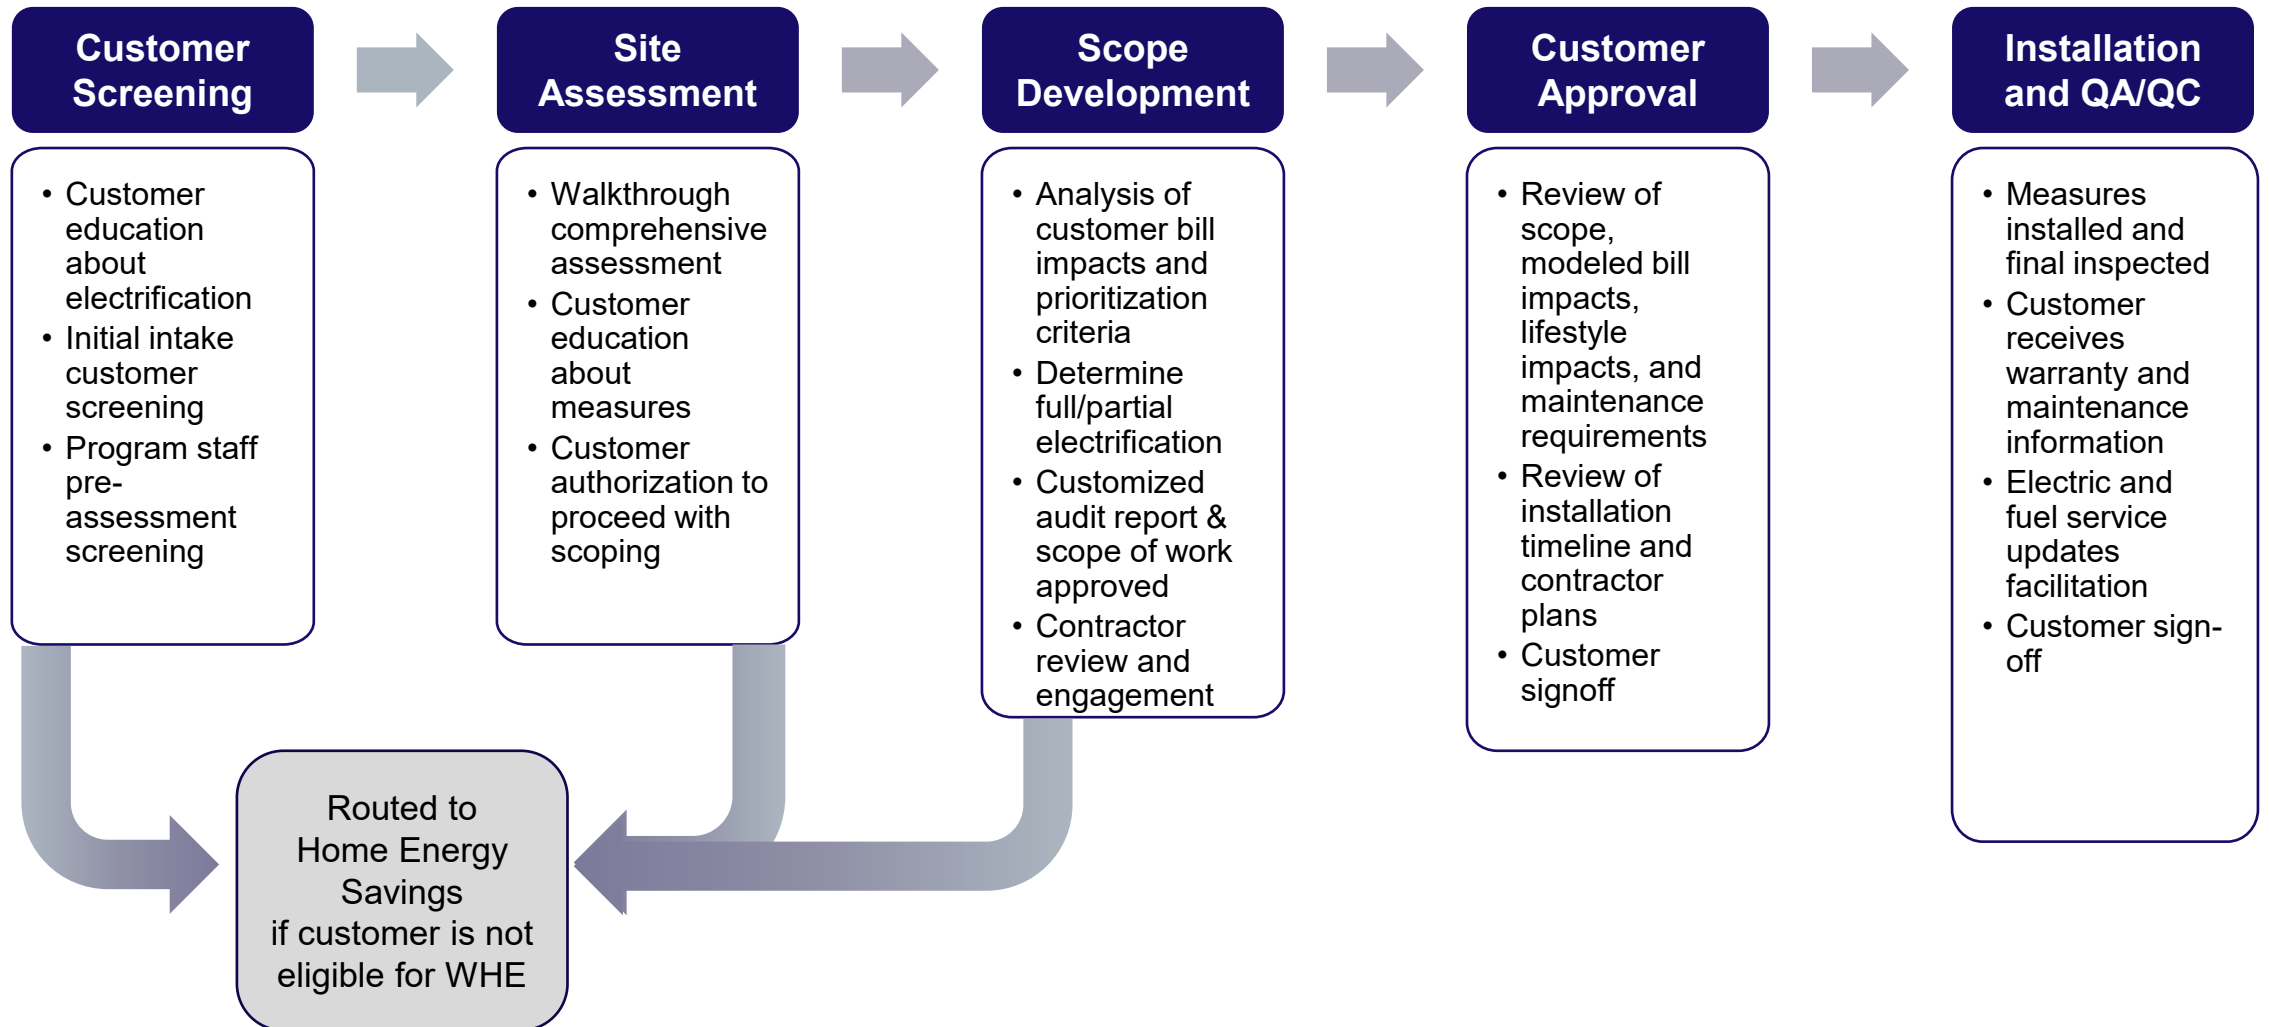 Customer
Screening
Site
Assessment
Scope
Development
Customer
Approval
Installation
and QA/QC
• Customer
education
about
electrification
• Initial intake
customer
screening
• Program staff
pre-
assessment
screening
• Walkthrough
comprehensive
assessment
• Customer
education
about
measures
• Customer
authorization to
proceed with
scoping
• Analysis of
customer bill
impacts and
prioritization
criteria
• Determine
full/partial
electrification
• Customized
audit report &
scope of work
approved
• Contractor
review and
engagement
• Review of
scope,
modeled bill
impacts,
lifestyle
impacts, and
maintenance
requirements
• Review of
installation
timeline and
contractor
plans
• Customer
signoff
• Measures
installed and
final inspected
• Customer
receives
warranty and
maintenance
information
• Electric and
fuel service
updates
facilitation
• Customer sign-
off
Routed to
Home Energy
Savings
if customer is not
eligible for WHE